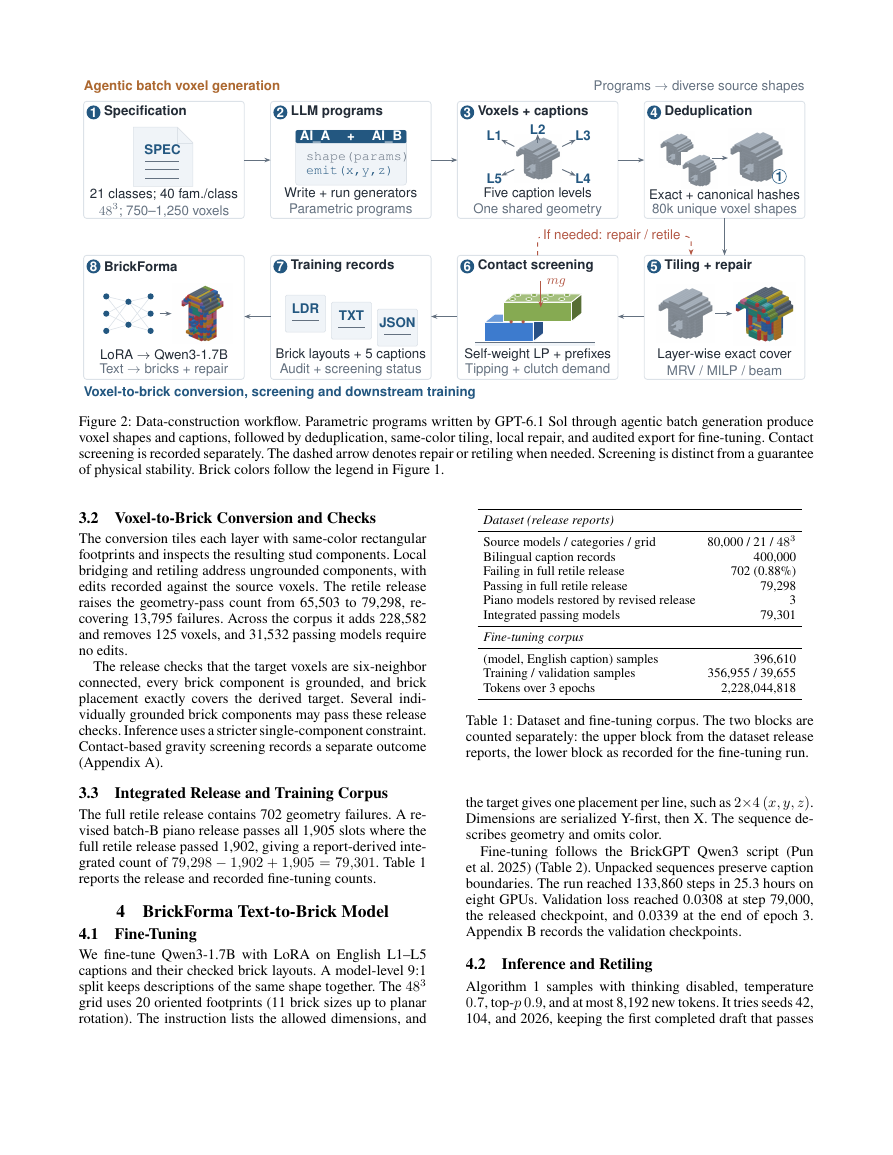 Agentic batch voxel generation
Programs → diverse source shapes
1 Specification
SPEC
21 classes; 40 fam./class
48³; 750–1,250 voxels
2 LLM programs
AI_A + AI_B
shape(params)
emit(x,y,z)
Write + run generators
Parametric programs
3 Voxels + captions
L1 L2 L3
L5 L4
Five caption levels
One shared geometry
4 Deduplication
1
Exact + canonical hashes
80k unique voxel shapes
If needed: repair / retile
8 BrickForma
LoRA → Qwen3-1.7B
Text → bricks + repair
7 Training records
LDR
TXT
JSON
Brick layouts + 5 captions
Audit + screening status
6 Contact screening
mg
Self-weight LP + prefixes
Tipping + clutch demand
5 Tiling + repair
Layer-wise exact cover
MRV / MILP / beam
Voxel-to-brick conversion, screening and downstream training
Figure 2: Data-construction workflow. Parametric programs written by GPT-6.1 Sol through agentic batch generation produce
voxel shapes and captions, followed by deduplication, same-color tiling, local repair, and audited export for fine-tuning. Contact
screening is recorded separately. The dashed arrow denotes repair or retiling when needed. Screening is distinct from a guarantee
of physical stability. Brick colors follow the legend in Figure 1.
3.2 Voxel-to-Brick Conversion and Checks
The conversion tiles each layer with same-color rectangular
footprints and inspects the resulting stud components. Local
bridging and retiling address ungrounded components, with
edits recorded against the source voxels. The retile release
raises the geometry-pass count from 65,503 to 79,298, re-
covering 13,795 failures. Across the corpus it adds 228,582
and removes 125 voxels, and 31,532 passing models require
no edits.
The release checks that the target voxels are six-neighbor
connected, every brick component is grounded, and brick
placement exactly covers the derived target. Several indi-
vidually grounded brick components may pass these release
checks. Inference uses a stricter single-component constraint.
Contact-based gravity screening records a separate outcome
(Appendix A).
3.3 Integrated Release and Training Corpus
The full retile release contains 702 geometry failures. A re-
vised batch-B piano release passes all 1,905 slots where the
full retile release passed 1,902, giving a report-derived inte-
grated count of 79,298 − 1,902 + 1,905 = 79,301. Table 1
reports the release and recorded fine-tuning counts.
4 BrickForma Text-to-Brick Model
4.1 Fine-Tuning
We fine-tune Qwen3-1.7B with LoRA on English L1–L5
captions and their checked brick layouts. A model-level 9:1
split keeps descriptions of the same shape together. The 48³
grid uses 20 oriented footprints (11 brick sizes up to planar
rotation). The instruction lists the allowed dimensions, and
Dataset (release reports)
Source models / categories / grid 80,000 / 21 / 48³
Bilingual caption records 400,000
Failing in full retile release 702 (0.88%)
Passing in full retile release 79,298
Piano models restored by revised release 3
Integrated passing models 79,301
Fine-tuning corpus
(model, English caption) samples 396,610
Training / validation samples 356,955 / 39,655
Tokens over 3 epochs 2,228,044,818
Table 1: Dataset and fine-tuning corpus. The two blocks are
counted separately: the upper block from the dataset release
reports, the lower block as recorded for the fine-tuning run.
the target gives one placement per line, such as 2×4 (x, y, z).
Dimensions are serialized Y-first, then X. The sequence de-
scribes geometry and omits color.
Fine-tuning follows the BrickGPT Qwen3 script (Pun
et al. 2025) (Table 2). Unpacked sequences preserve caption
boundaries. The run reached 133,860 steps in 25.3 hours on
eight GPUs. Validation loss reached 0.0308 at step 79,000,
the released checkpoint, and 0.0339 at the end of epoch 3.
Appendix B records the validation checkpoints.
4.2 Inference and Retiling
Algorithm 1 samples with thinking disabled, temperature
0.7, top-p 0.9, and at most 8,192 new tokens. It tries seeds 42,
104, and 2026, keeping the first completed draft that passes